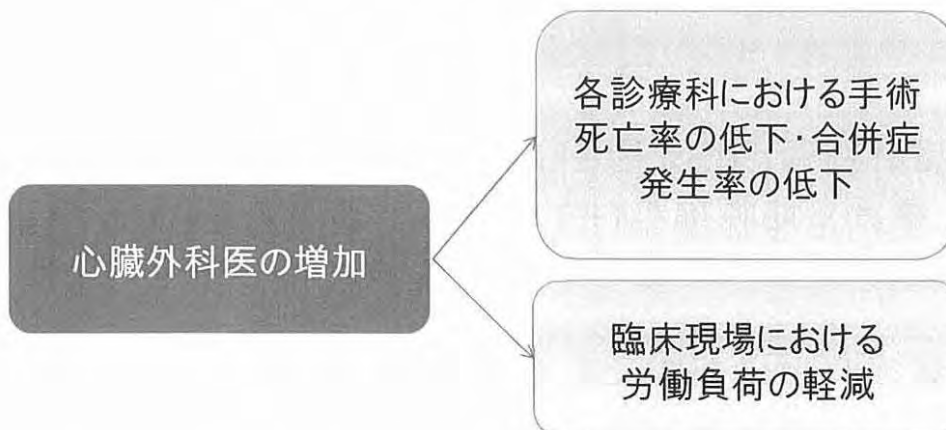 心臓外科医の増加
各診療科における手術
死亡率の低下・合併症
発生率の低下
臨床現場における
労働負荷の軽減